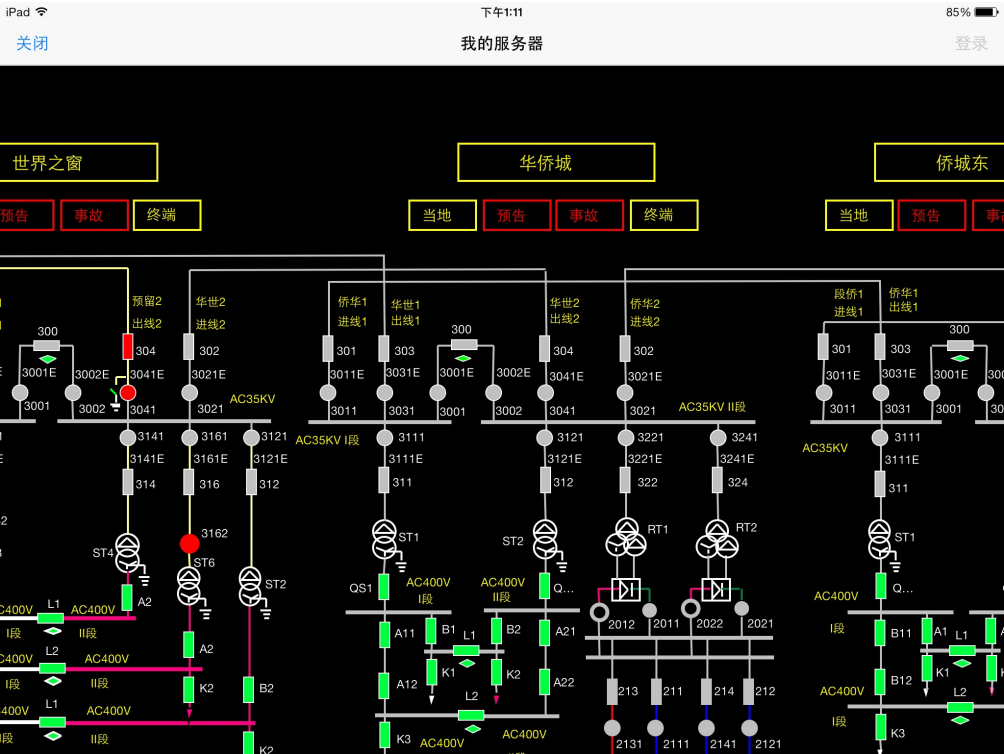 iPad 下午1:11 85%
关闭 我的服务器 登录
世界之窗 华侨城 侨城东
预告 事故 终端 当地 预告 事故 终端 当地 预告
预留2 华世2 侨华1 华世1 华世2 侨华2 段侨1 侨华1
出线2 进线2 进线1 出线1 出线2 进线2 进线1 出线1
300 300 300
304 302 301 303 304 302 301 303
3001E 3002E 3041E 3021E 3011E 3031E 3001E 3002E 3041E 3021E 3011E 3031E 3001E
3001 3002 3041 3021 3011 3031 3001 3002 3041 3021 3011 3031 3001
AC35KV AC35KV II段
3141 3161 3121 AC35KV I段 3111 3121 3221 3241 AC35KV 3111
3141E 3161E 3121E 3111E 3121E 3221E 3241E 3111E
314 316 312 311 312 322 324 311
3162
ST4 ST6 ST2 ST1 ST2 RT1 RT2 ST1
A2 QS1 AC400V AC400V Q... AC400V Q...
I段 II段
L1 AC400V 2012 2011 2022 2021
I段 II段 A11 B1 L1 B2 A21 I段 B11 A1 L1
L2 A2
AC400V
I段 II段 K2 B2 A12 K1 L2 K2 A22 213 211 214 212 AC400V B12 K1 L2
L1 AC400V
I段 II段 K2 K3 AC400V AC400V 2131 2111 2141 2121 I段 K3